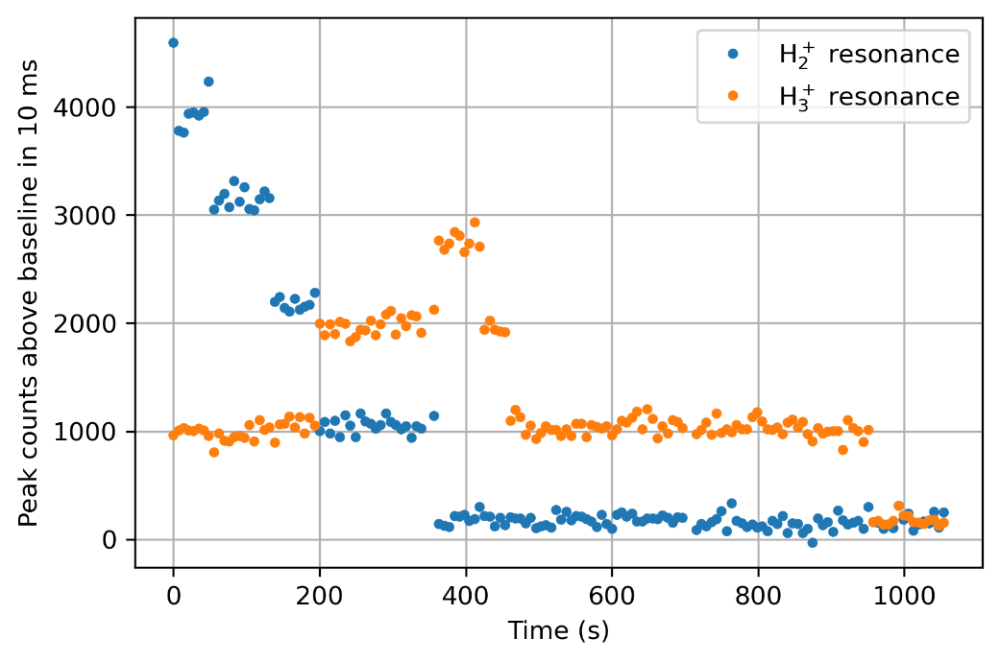 Peak counts above baseline in 10 ms
4000
3000
2000
1000
0
0 200 400 600 800 1000
Time (s)
H₂⁺ resonance
H₃⁺ resonance